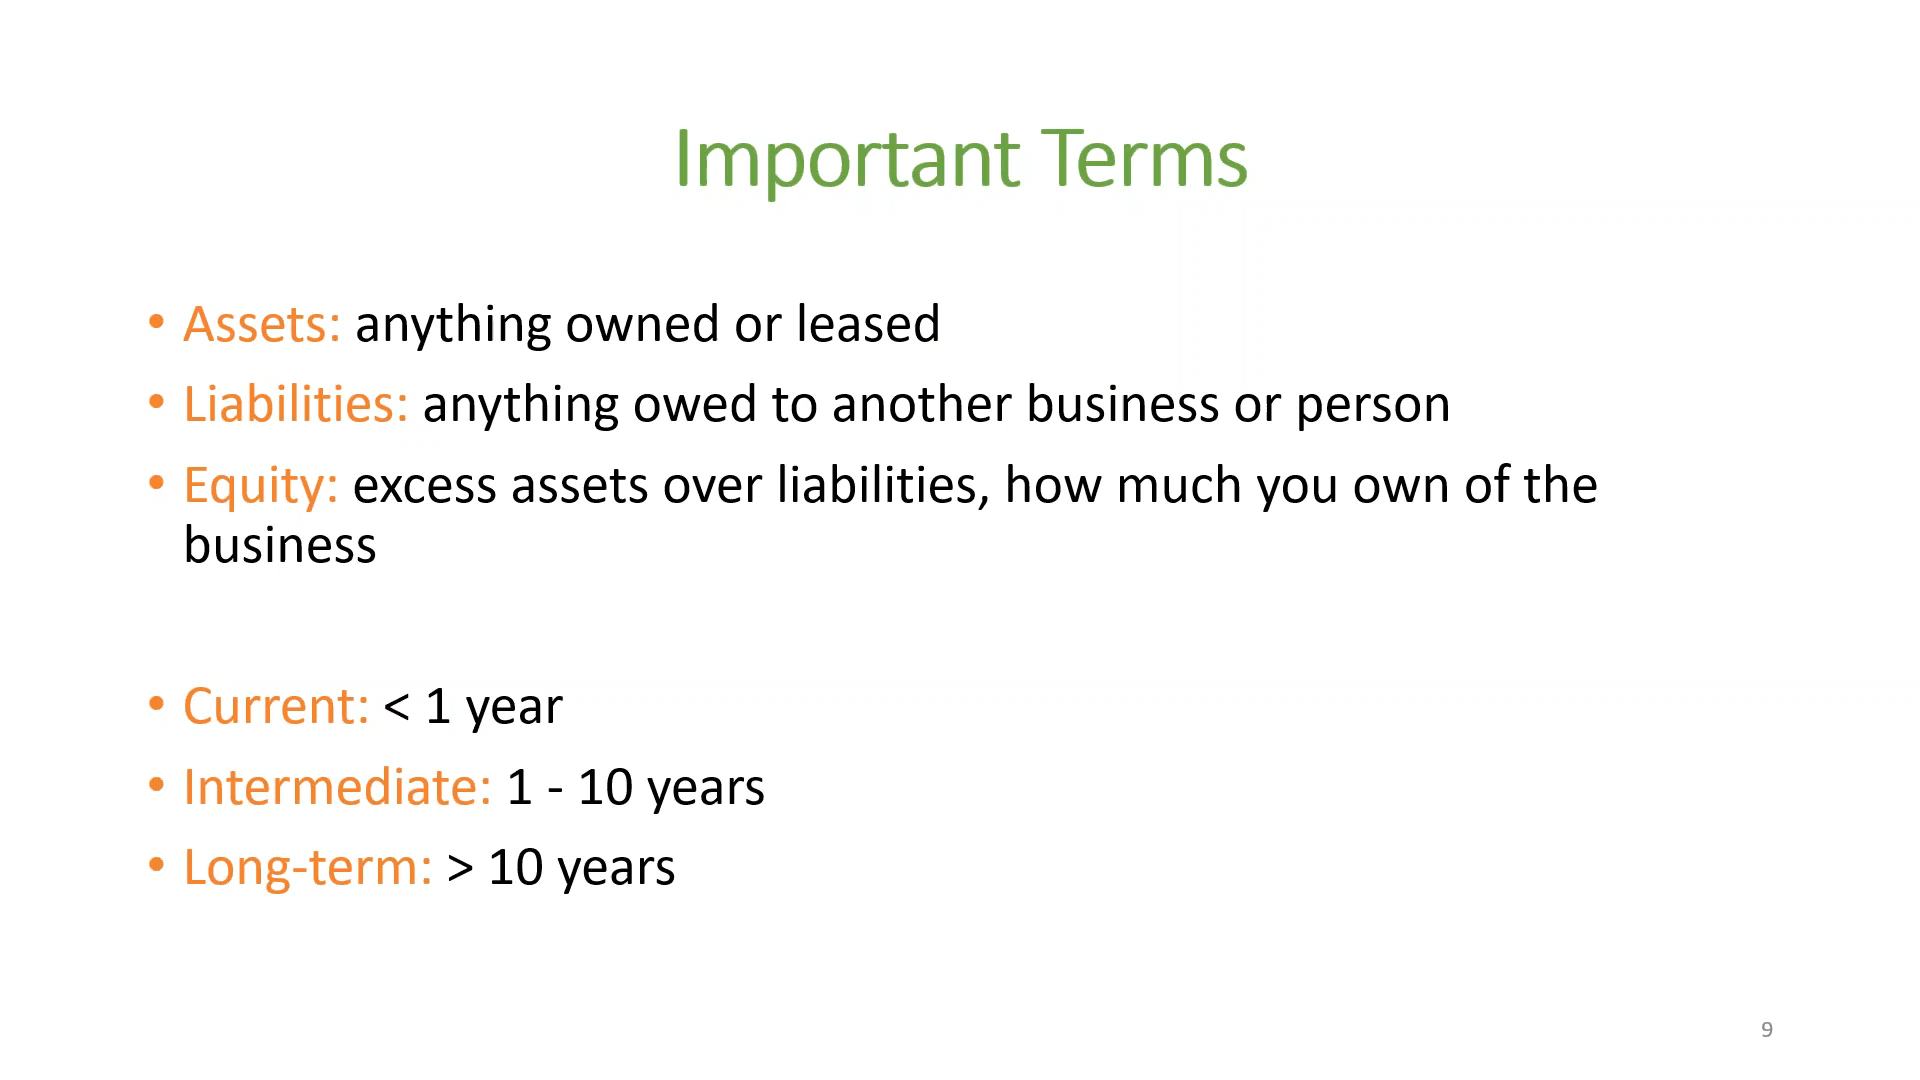 Important Terms
• Assets: anything owned or leased
• Liabilities: anything owed to another business or person
• Equity: excess assets over liabilities, how much you own of the
business
• Current: < 1 year
• Intermediate: 1 - 10 years
• Long-term: > 10 years
9